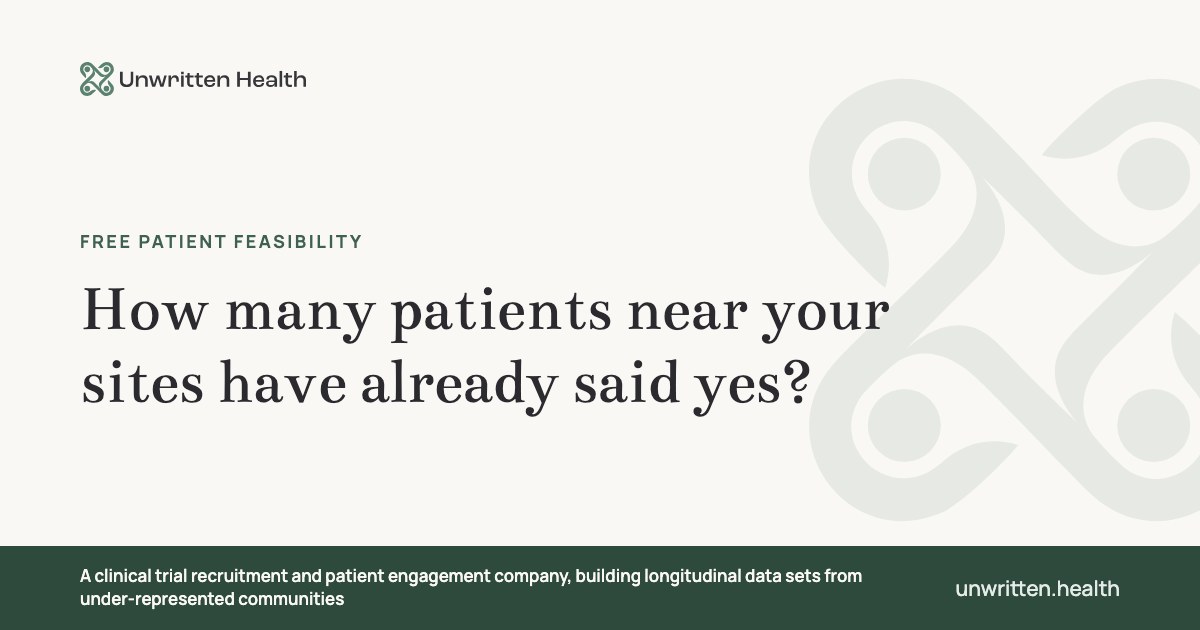 Unwritten Health
FREE PATIENT FEASIBILITY
How many patients near your
sites have already said yes?
A clinical trial recruitment and patient engagement company, building longitudinal data sets from
under-represented communities
unwritten.health